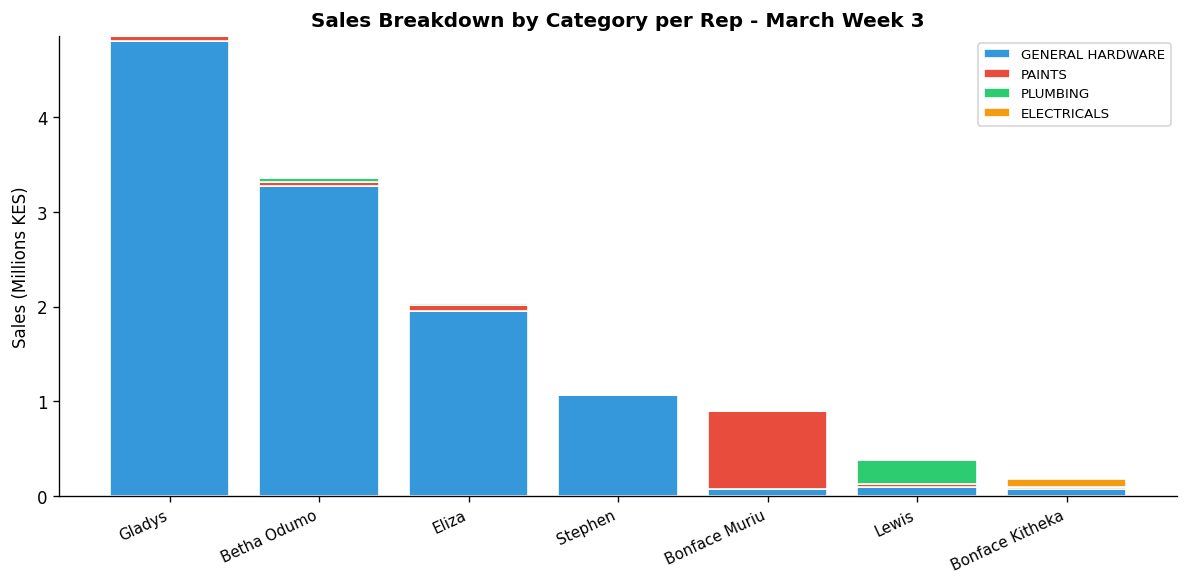 Sales Breakdown by Category per Rep - March Week 3
GENERAL HARDWARE
PAINTS
PLUMBING
ELECTRICALS
Sales (Millions KES)
4
3
2
1
0
Gladys
Betha Odumo
Eliza
Stephen
Bonface Muriu
Lewis
Bonface Kitheka